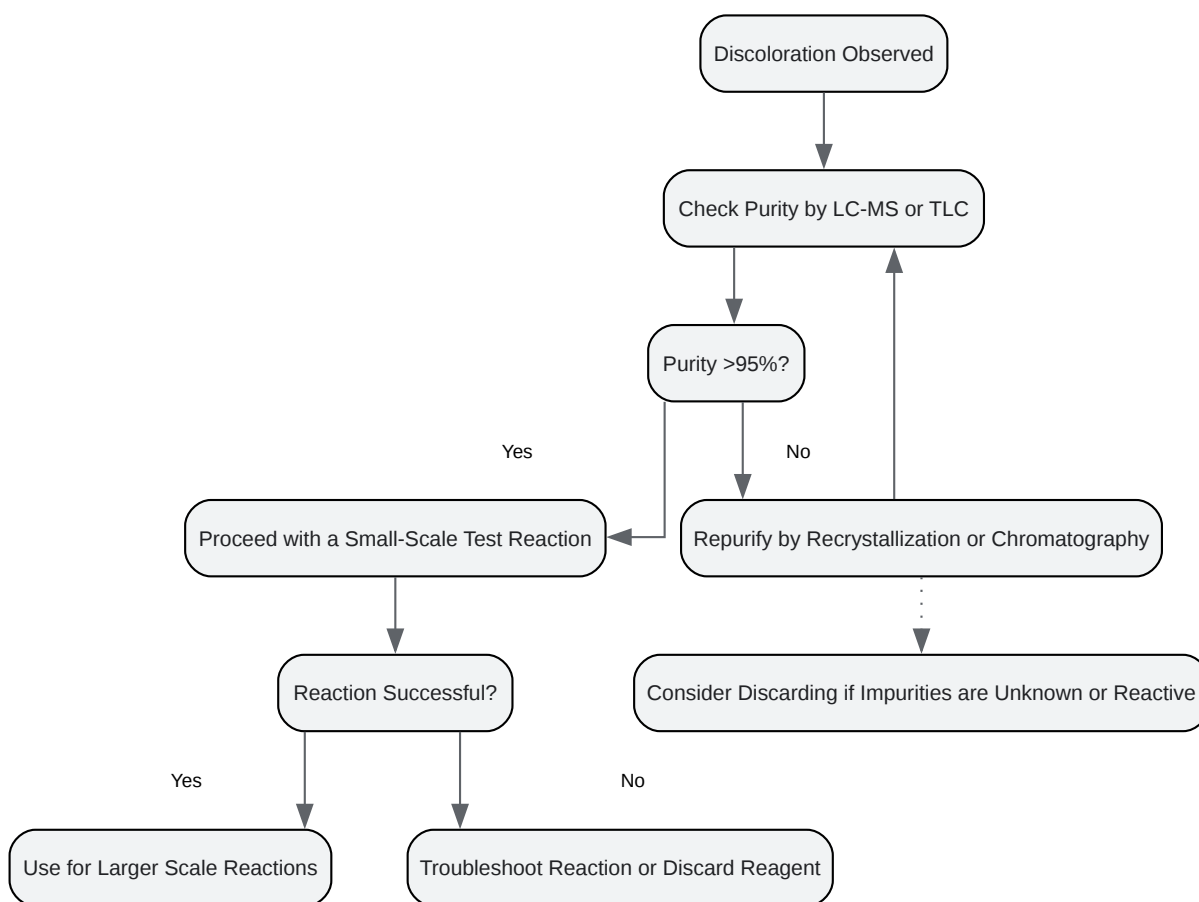 Discoloration Observed
Check Purity by LC-MS or TLC
Purity >95%?
Yes
No
Proceed with a Small-Scale Test Reaction
Repurify by Recrystallization or Chromatography
Reaction Successful?
Consider Discarding if Impurities are Unknown or Reactive
Yes
No
Use for Larger Scale Reactions
Troubleshoot Reaction or Discard Reagent